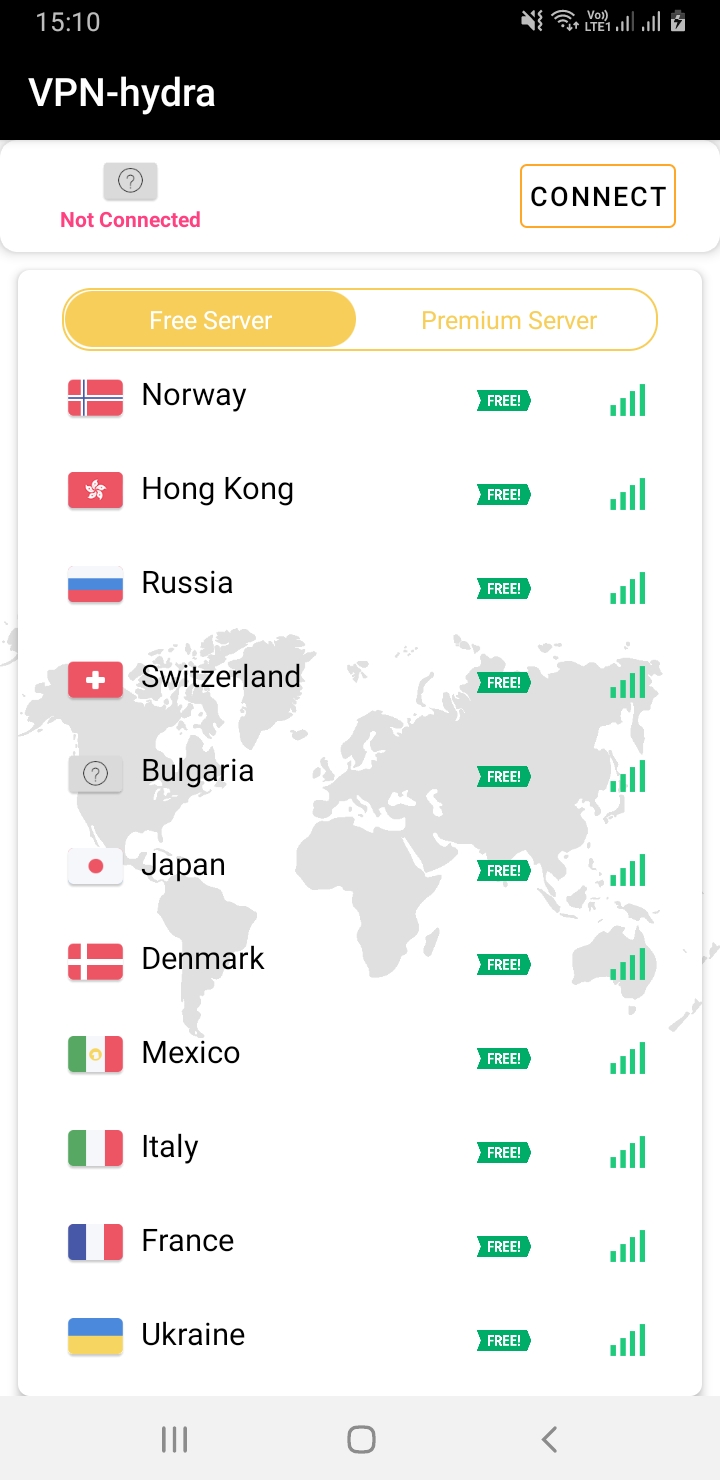 15:10
Vo)) LTE1
VPN-hydra
?
Not Connected
CONNECT
Free Server
Premium Server
Norway FREE!
Hong Kong FREE!
Russia FREE!
Switzerland FREE!
? Bulgaria FREE!
Japan FREE!
Denmark FREE!
Mexico FREE!
Italy FREE!
France FREE!
Ukraine FREE!